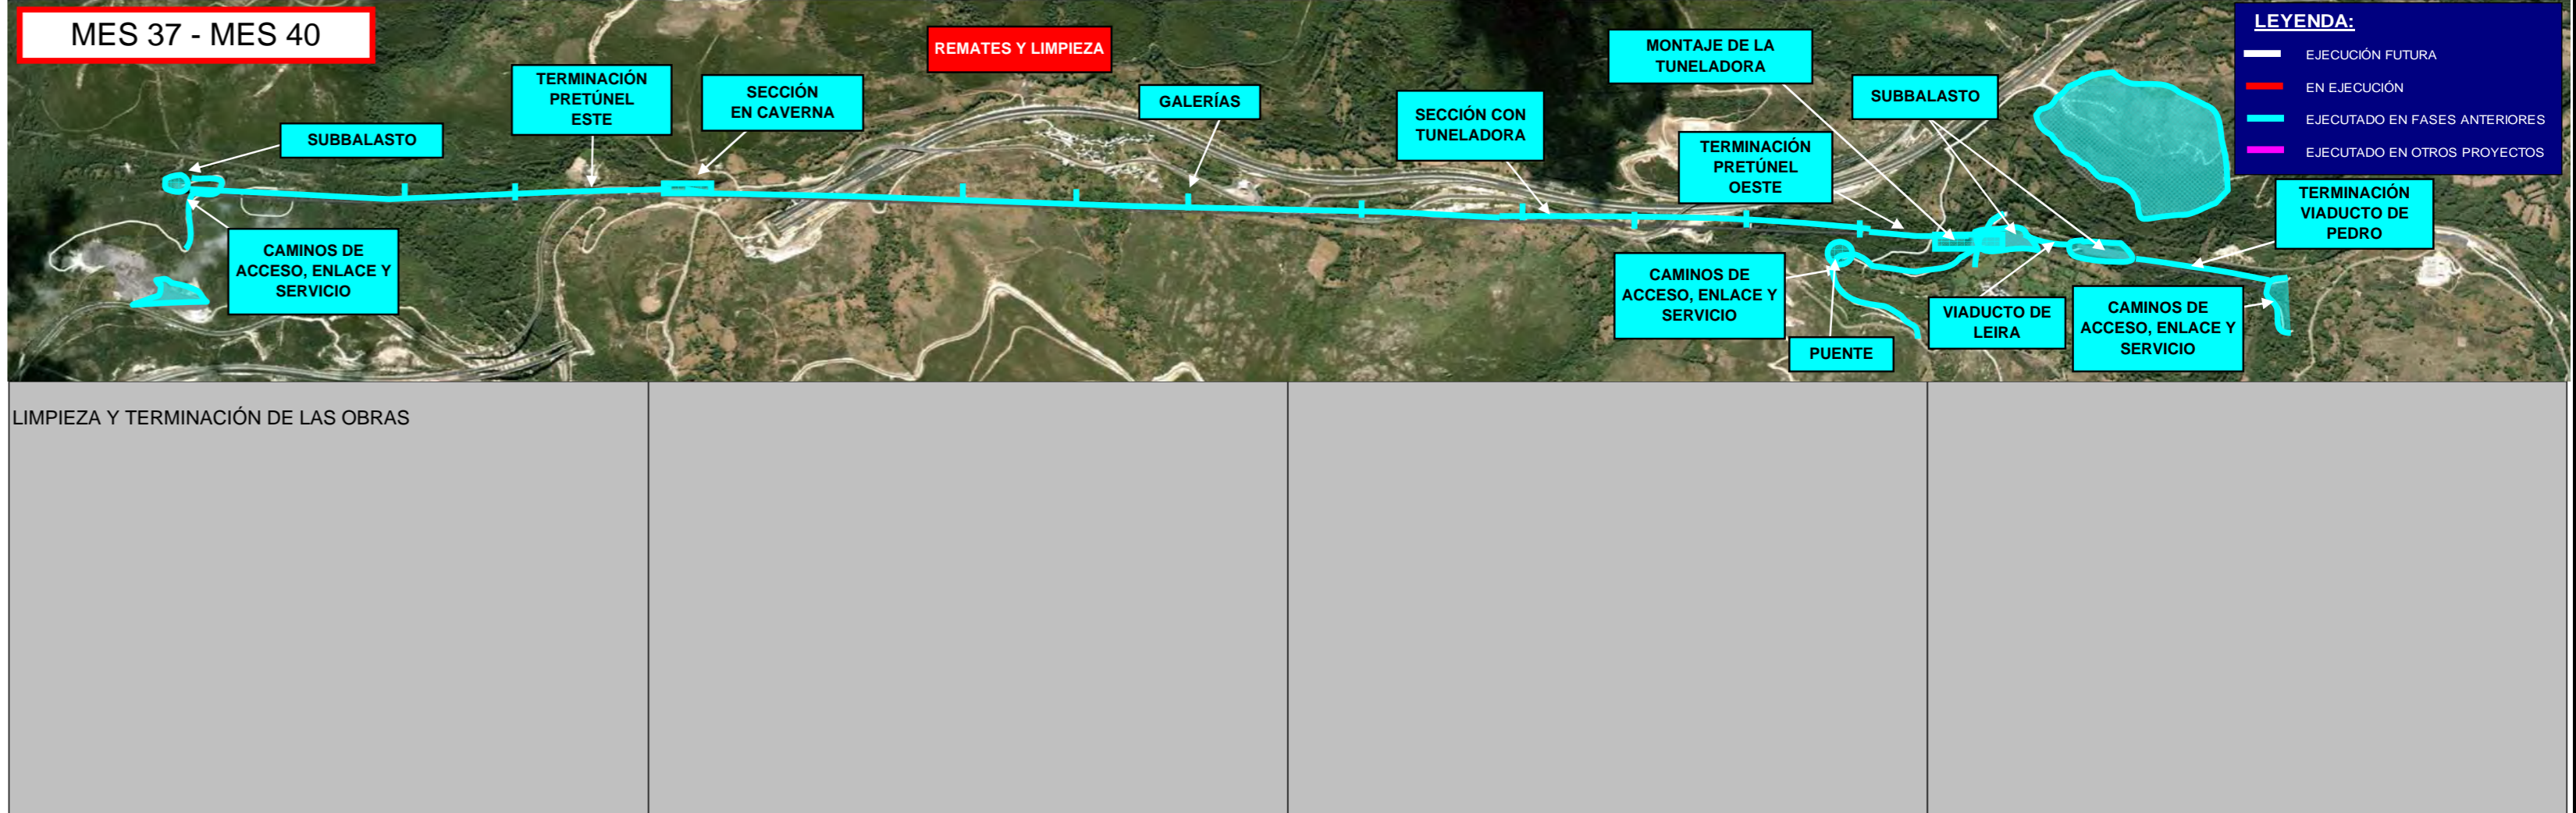 MES 37 - MES 40
REMATES Y LIMPIEZA
SUBBALASTO
TERMINACIÓN
PRETÚNEL
ESTE
SECCIÓN
EN CAVERNA
GALERÍAS
SECCIÓN CON
TUNELADORA
MONTAJE DE LA
TUNELADORA
TERMINACIÓN
PRETÚNEL
OESTE
SUBBALASTO
LEYENDA:
EJECUCIÓN FUTURA
EN EJECUCIÓN
EJECUTADO EN FASES ANTERIORES
EJECUTADO EN OTROS PROYECTOS
TERMINACIÓN
VIADUCTO DE
PEDRO
CAMINOS DE
ACCESO, ENLACE Y
SERVICIO
CAMINOS DE
ACCESO, ENLACE Y
SERVICIO
PUENTE
VIADUCTO DE
LEIRA
CAMINOS DE
ACCESO, ENLACE Y
SERVICIO
LIMPIEZA Y TERMINACIÓN DE LAS OBRAS